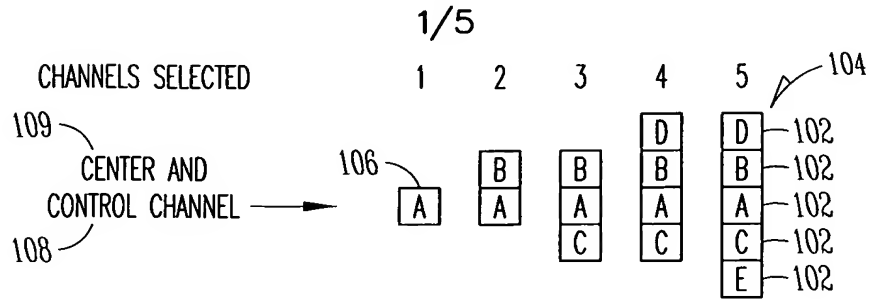 1/5
CHANNELS SELECTED 1 2 3 4 5 104
D D 102
109
CENTER AND 106 B B B B 102
CONTROL CHANNEL A A A A A 102
108 C C C 102
E 102